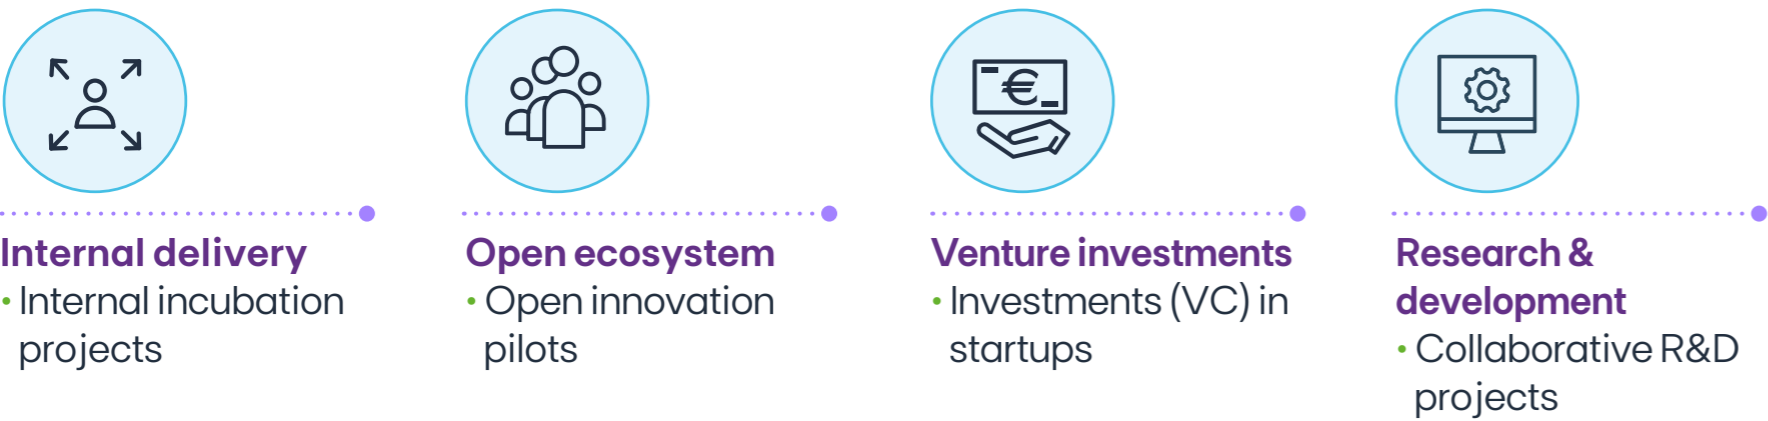 €
Internal delivery
• Internal incubation
projects
Open ecosystem
• Open innovation
pilots
Venture investments
• Investments (VC) in
startups
Research &
development
• Collaborative R&D
projects